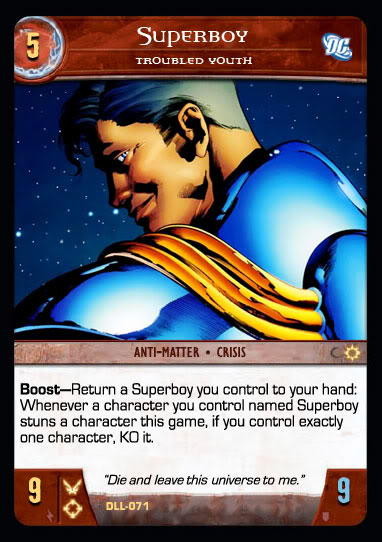 5
Superboy
DC
TROUBLED YOUTH
ANTI-MATTER • CRISIS
Boost—Return a Superboy you control to your hand:
Whenever a character you control named Superboy
stuns a character this game, if you control exactly
one character, KO it.
"Die and leave this universe to me."
9
DLL-071
9